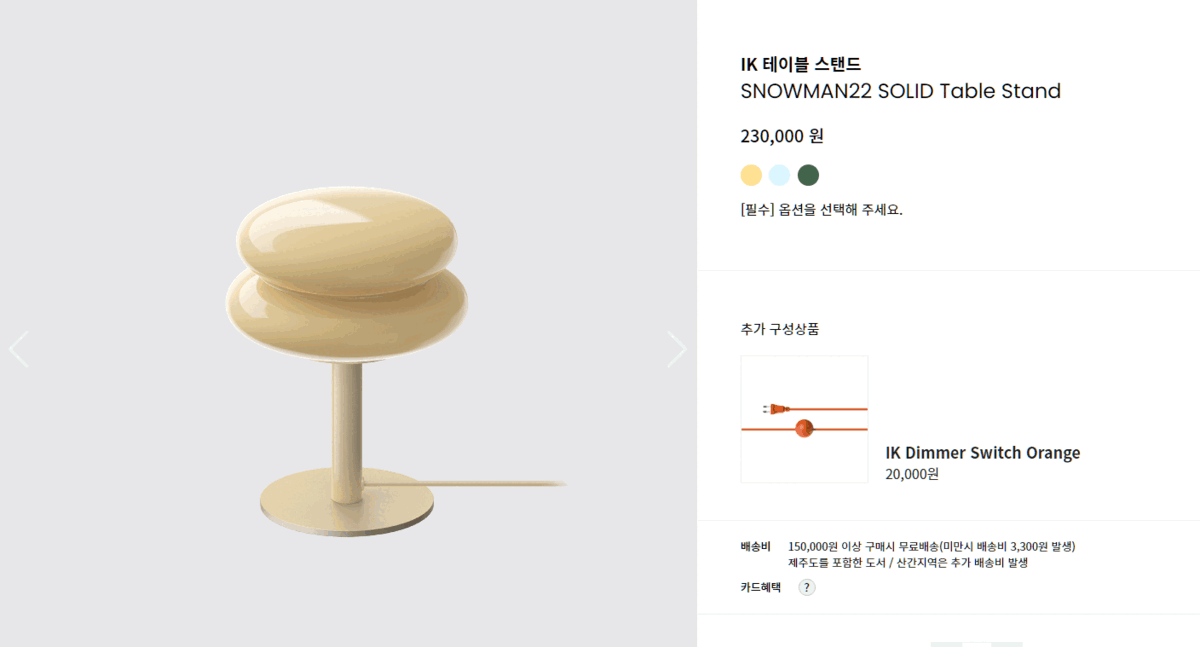 IK 테이블 스탠드
SNOWMAN22 SOLID Table Stand
230,000 원
[필수] 옵션을 선택해 주세요.
추가 구성상품
IK Dimmer Switch Orange
20,000원
배송비 150,000원 이상 구매시 무료배송(미만시 배송비 3,300원 발생)
제주도를 포함한 도서 / 산간지역은 추가 배송비 발생
카드혜택 ?